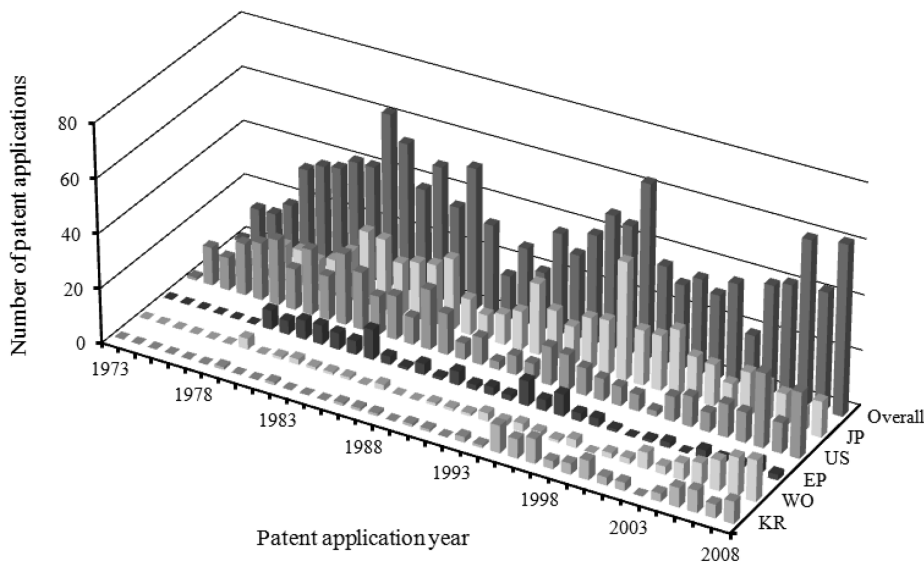 Number of patent applications
80
60
40
20
0
1973
1978
1983
1988
1993
1998
2003
2008
Patent application year
Overall
JP
US
EP
WO
KR